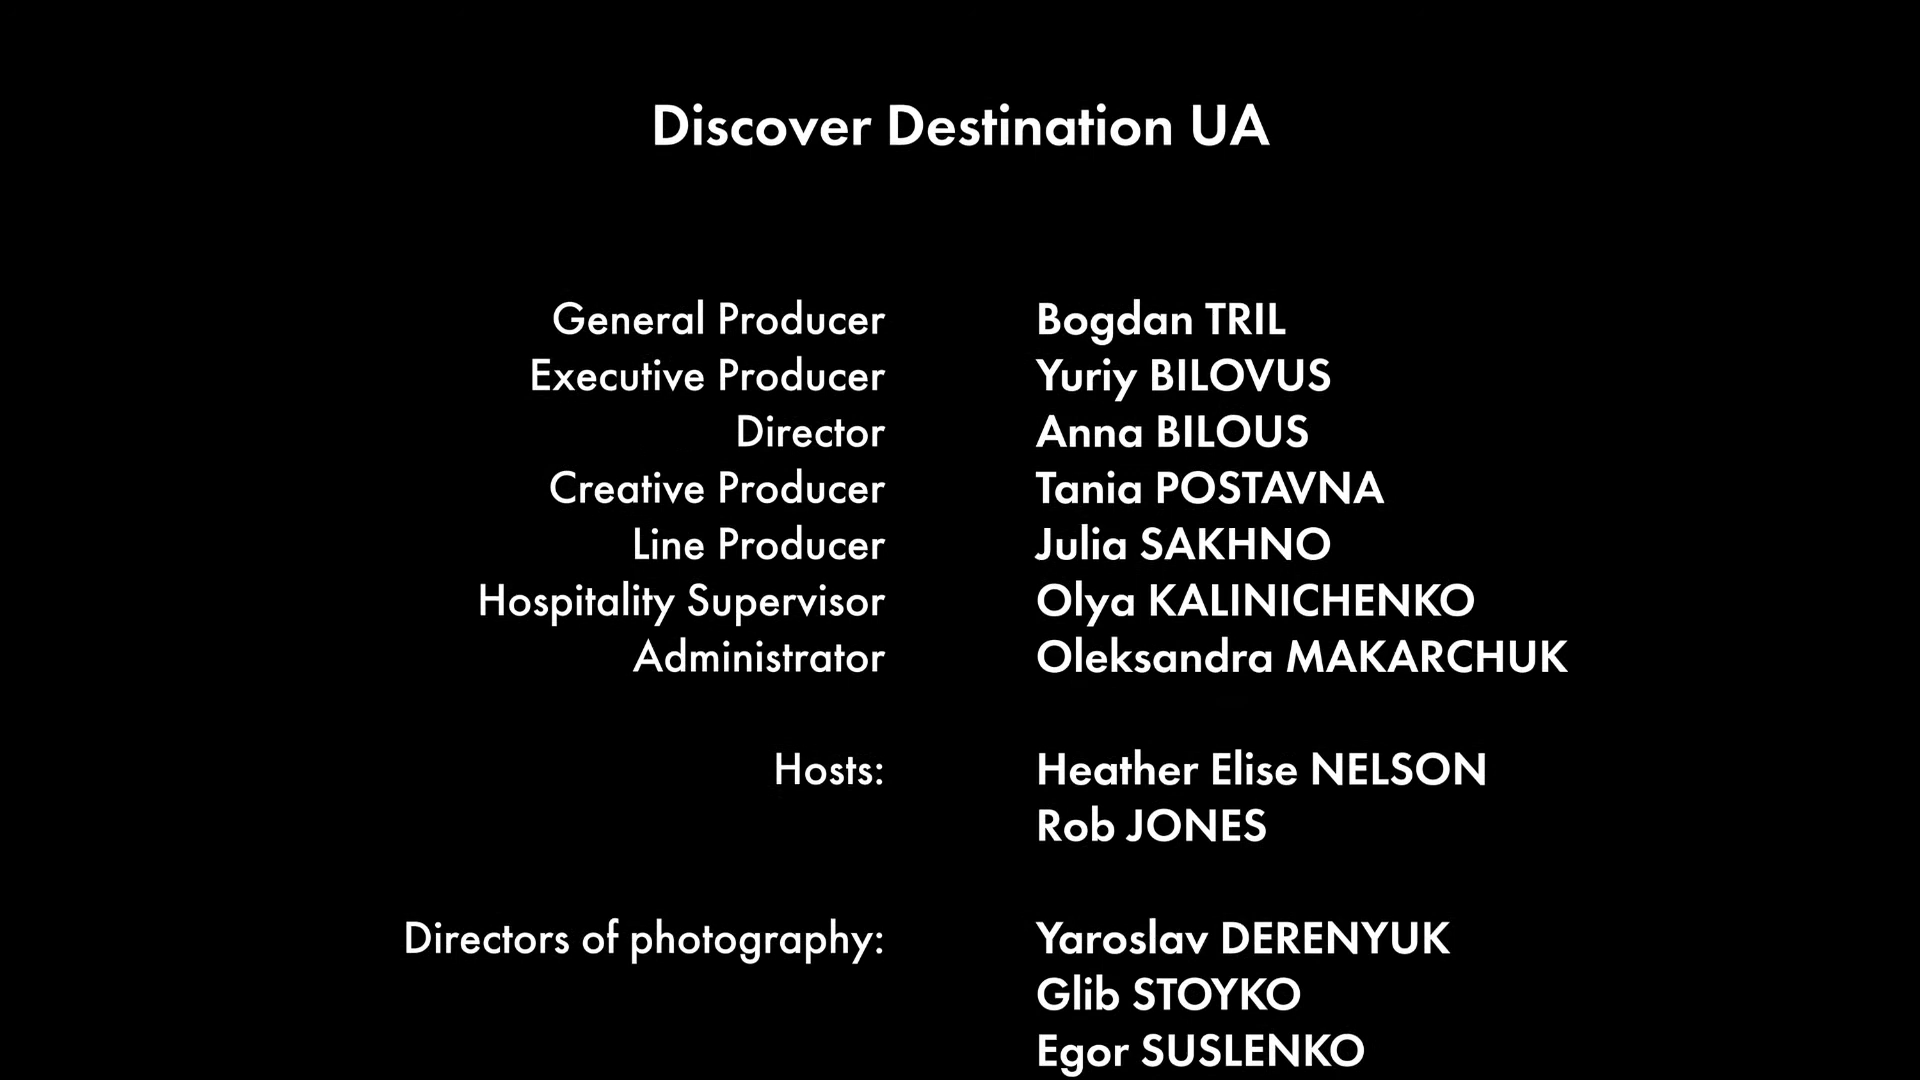 Discover Destination UA
General Producer Bogdan TRIL
Executive Producer Yuriy BILOVUS
Director Anna BILOUS
Creative Producer Tania POSTAVNA
Line Producer Julia SAKHNO
Hospitality Supervisor Olya KALINICHENKO
Administrator Oleksandra MAKARCHUK
Hosts: Heather Elise NELSON
Rob JONES
Directors of photography: Yaroslav DERENYUK
Glib STOYKO
Egor SUSLENKO